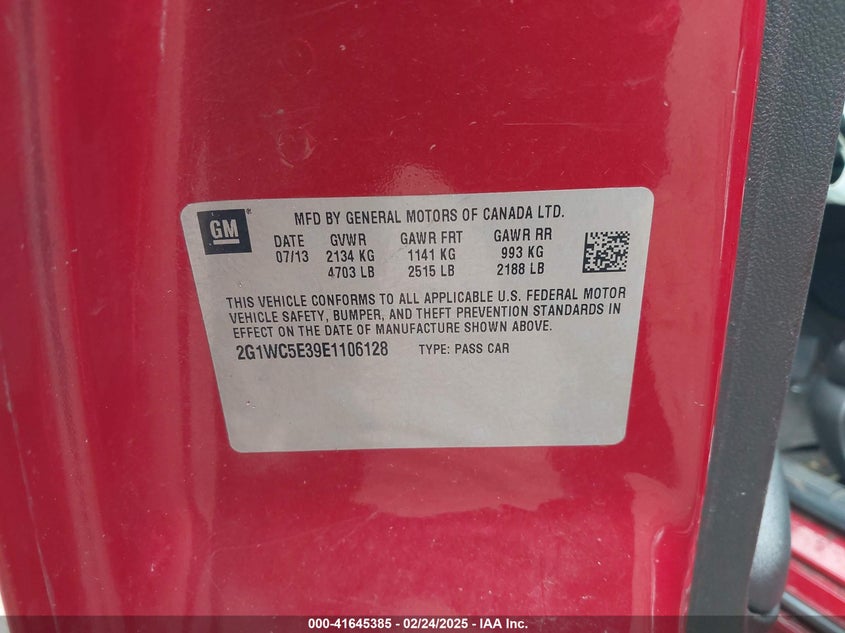 GM
MFD BY GENERAL MOTORS OF CANADA LTD.
DATE GVWR GAWR FRT GAWR RR
07/13 2134 KG 1141 KG 993 KG
4703 LB 2515 LB 2188 LB
THIS VEHICLE CONFORMS TO ALL APPLICABLE U.S. FEDERAL MOTOR
VEHICLE SAFETY, BUMPER, AND THEFT PREVENTION STANDARDS IN
EFFECT ON THE DATE OF MANUFACTURE SHOWN ABOVE.
2G1WC5E39E1106128 TYPE: PASS CAR
000-41645385 - 02/24/2025 - IAA Inc.